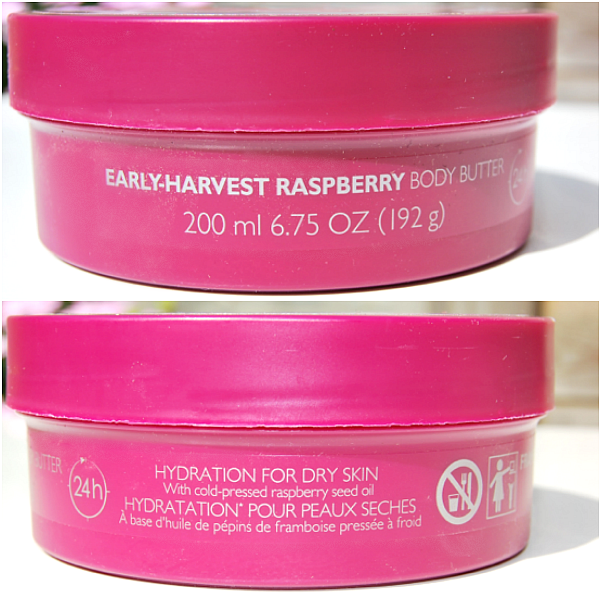 EARLY-HARVEST RASPBERRY BODY BUTTER
200 ml 6.75 OZ (192 g)
24h
HYDRATION FOR DRY SKIN
With cold-pressed raspberry seed oil
HYDRATATION* POUR PEAUX SECHES
À base d'huile de pépins de framboise pressée à froid